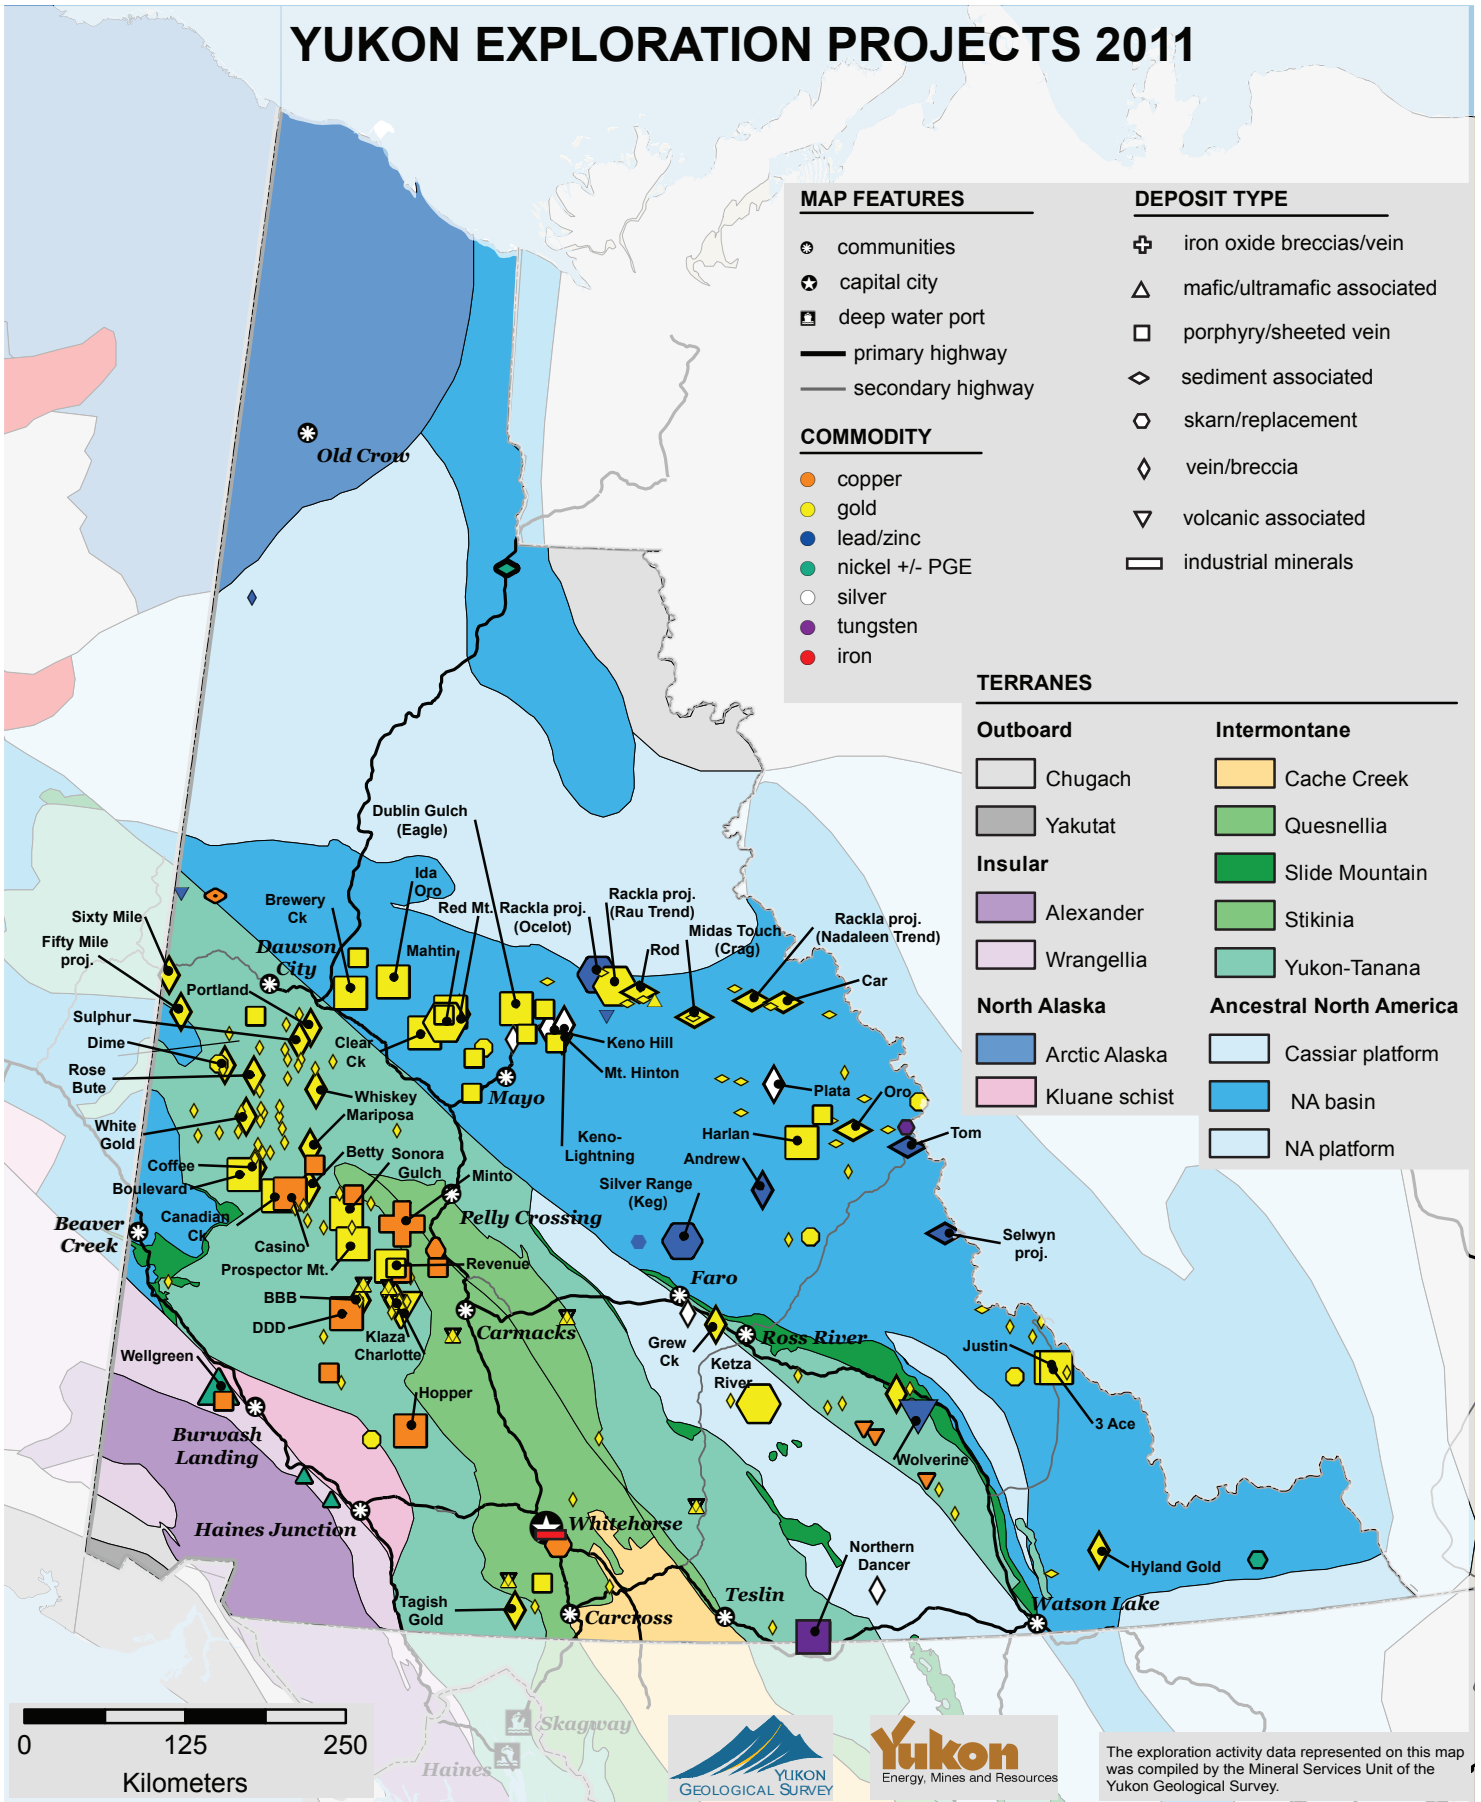 YUKON EXPLORATION PROJECTS 2011
MAP FEATURES
communities
capital city
deep water port
primary highway
secondary highway
COMMODITY
copper
gold
lead/zinc
nickel +/- PGE
silver
tungsten
iron
DEPOSIT TYPE
iron oxide breccias/vein
mafic/ultramafic associated
porphyry/sheeted vein
sediment associated
skarn/replacement
vein/breccia
volcanic associated
industrial minerals
TERRANES
Outboard
Chugach
Yakutat
Insular
Alexander
Wrangellia
North Alaska
Arctic Alaska
Kluane schist
Intermontane
Cache Creek
Quesnellia
Slide Mountain
Stikinia
Yukon-Tanana
Ancestral North America
Cassiar platform
NA basin
NA platform
Old Crow
Dublin Gulch
(Eagle)
Ida
Oro
Brewery
Ck
Red Mt.
Rackla proj.
(Ocelot)
Rackla proj.
(Rau Trend)
Rackla proj.
(Nadaleen Trend)
Midas Touch
(Crag)
Rod
Car
Mahtin
Sixty Mile
Fifty Mile
proj.
Dawson
City
Portland
Sulphur
Dime
Rose
Bute
Clear
Ck
Keno Hill
Mt. Hinton
Mayo
Whiskey
Mariposa
White
Gold
Plata
Oro
Keno-
Lightning
Harlan
Tom
Andrew
Betty
Sonora
Gulch
Coffee
Boulevard
Minto
Silver Range
(Keg)
Pelly Crossing
Canadian
Ck
Beaver
Creek
Casino
Selwyn
proj.
Prospector Mt.
Revenue
Faro
BBB
DDD
Klaza
Charlotte
Carmacks
Grew
Ck
Ross River
Ketza
River
Justin
Wellgreen
Hopper
3 Ace
Burwash
Landing
Wolverine
Haines Junction
Whitehorse
Northern
Dancer
Hyland Gold
Tagish
Gold
Carcross
Teslin
Watson Lake
Skagway
Haines
0 125 250
Kilometers
YUKON
GEOLOGICAL SURVEY
Yukon
Energy, Mines and Resources
The exploration activity data represented on this map
was compiled by the Mineral Services Unit of the
Yukon Geological Survey.